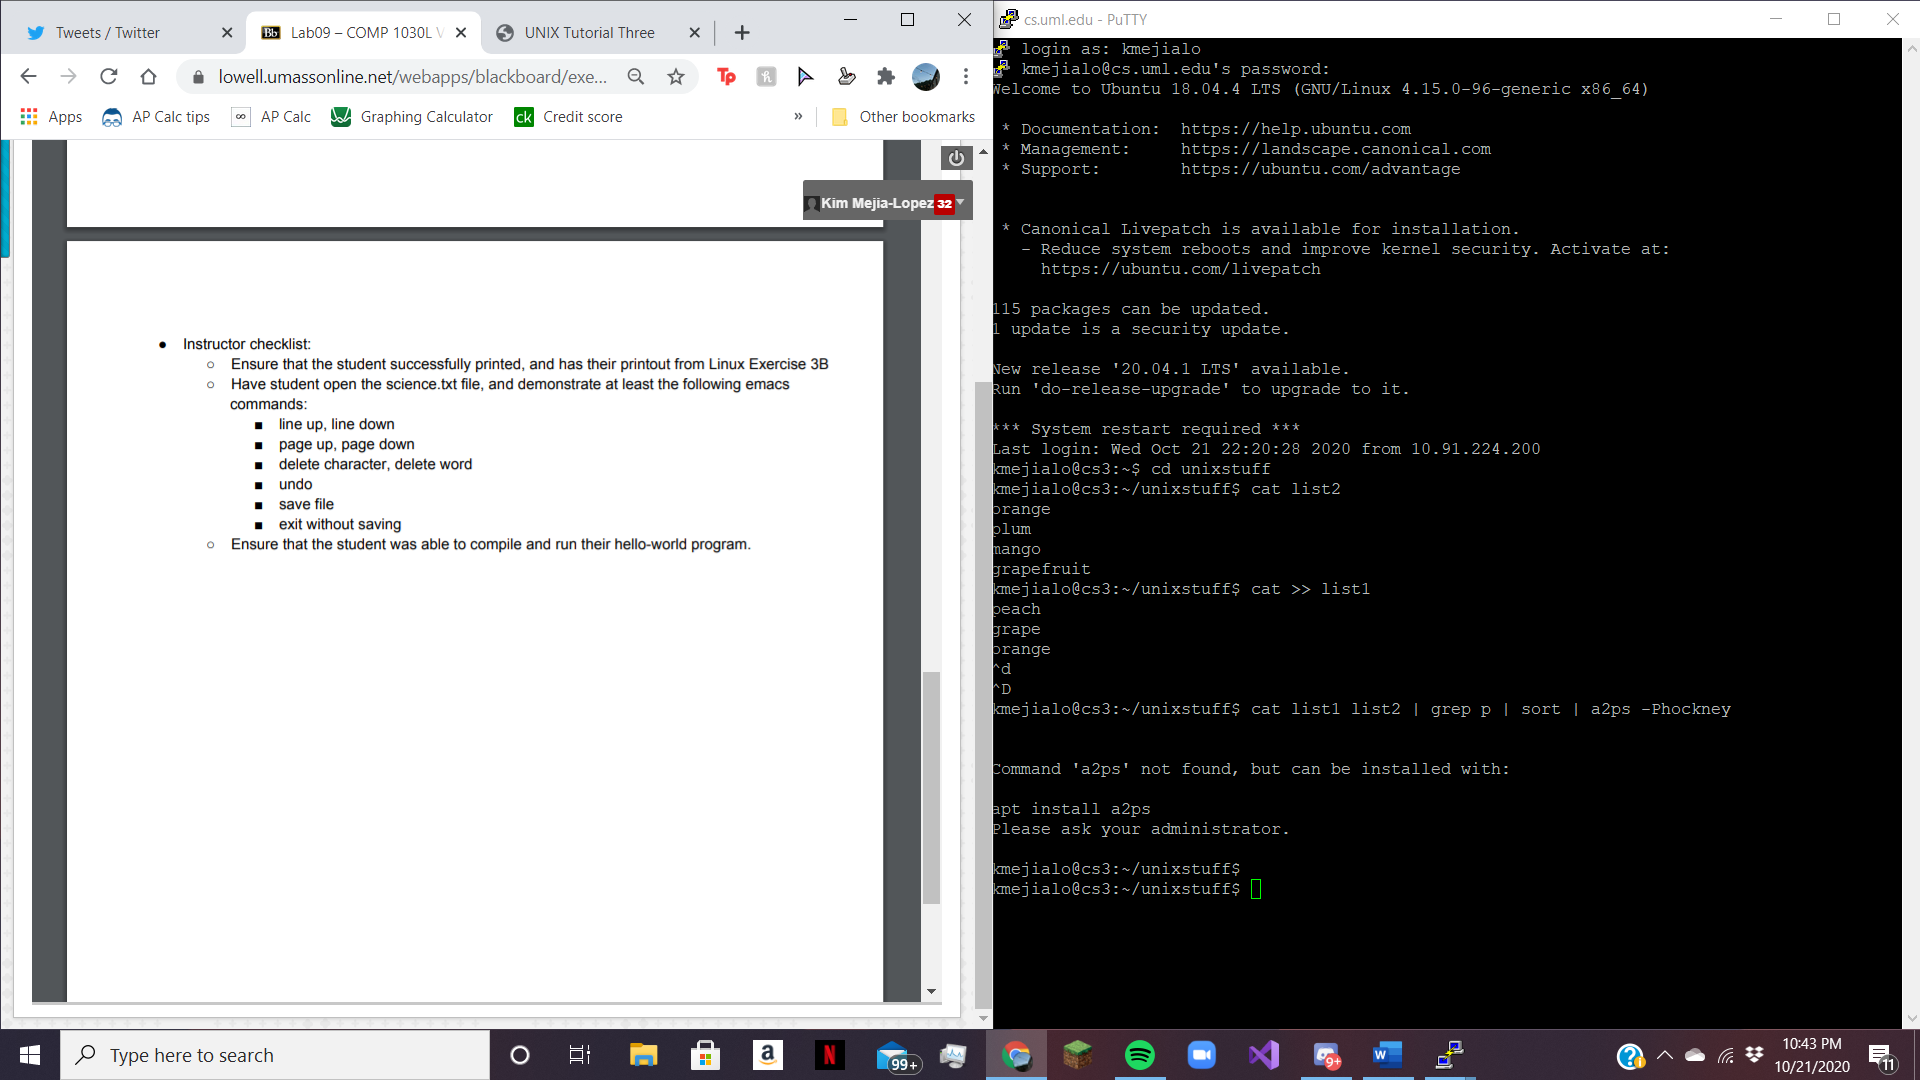 Tweets / Twitter
Bb
Lab09 – COMP 1030L V
UNIX Tutorial Three
lowell.umassonline.net/webapps/blackboard/exe...
Apps
AP Calc tips
AP Calc
Graphing Calculator
ck
Credit score
»
Other bookmarks
Kim Mejia-Lopez 32
● Instructor checklist:
○ Ensure that the student successfully printed, and has their printout from Linux Exercise 3B
○ Have student open the science.txt file, and demonstrate at least the following emacs
commands:
■ line up, line down
■ page up, page down
■ delete character, delete word
■ undo
■ save file
■ exit without saving
○ Ensure that the student was able to compile and run their hello-world program.
cs.uml.edu - PuTTY
login as: kmejialo
kmejialo@cs.uml.edu's password:
Welcome to Ubuntu 18.04.4 LTS (GNU/Linux 4.15.0-96-generic x86_64)
* Documentation:  https://help.ubuntu.com
* Management:     https://landscape.canonical.com
* Support:        https://ubuntu.com/advantage
* Canonical Livepatch is available for installation.
- Reduce system reboots and improve kernel security. Activate at:
https://ubuntu.com/livepatch
115 packages can be updated.
1 update is a security update.
New release '20.04.1 LTS' available.
Run 'do-release-upgrade' to upgrade to it.
*** System restart required ***
Last login: Wed Oct 21 22:20:28 2020 from 10.91.224.200
kmejialo@cs3:~$ cd unixstuff
kmejialo@cs3:~/unixstuff$ cat list2
orange
plum
mango
grapefruit
kmejialo@cs3:~/unixstuff$ cat >> list1
peach
grape
orange
^d
^D
kmejialo@cs3:~/unixstuff$ cat list1 list2 | grep p | sort | a2ps -Phockney
Command 'a2ps' not found, but can be installed with:
apt install a2ps
Please ask your administrator.
kmejialo@cs3:~/unixstuff$
kmejialo@cs3:~/unixstuff$
Type here to search
99+
9+
10:43 PM
10/21/2020
11